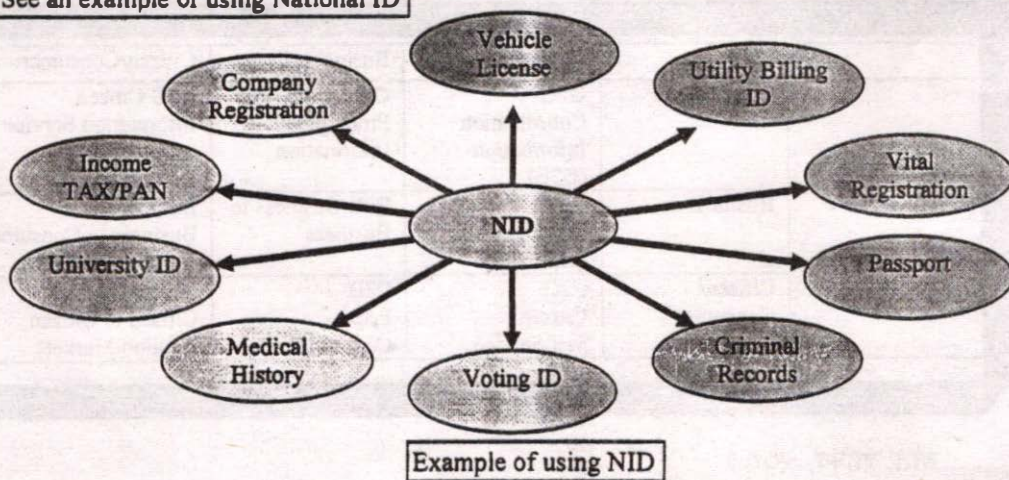 See an example of using National ID
Vehicle
License
Company
Registration
Utility Billing
ID
Income
TAX/PAN
Vital
Registration
NID
University ID
Passport
Medical
History
Voting ID
Criminal
Records
Example of using NID